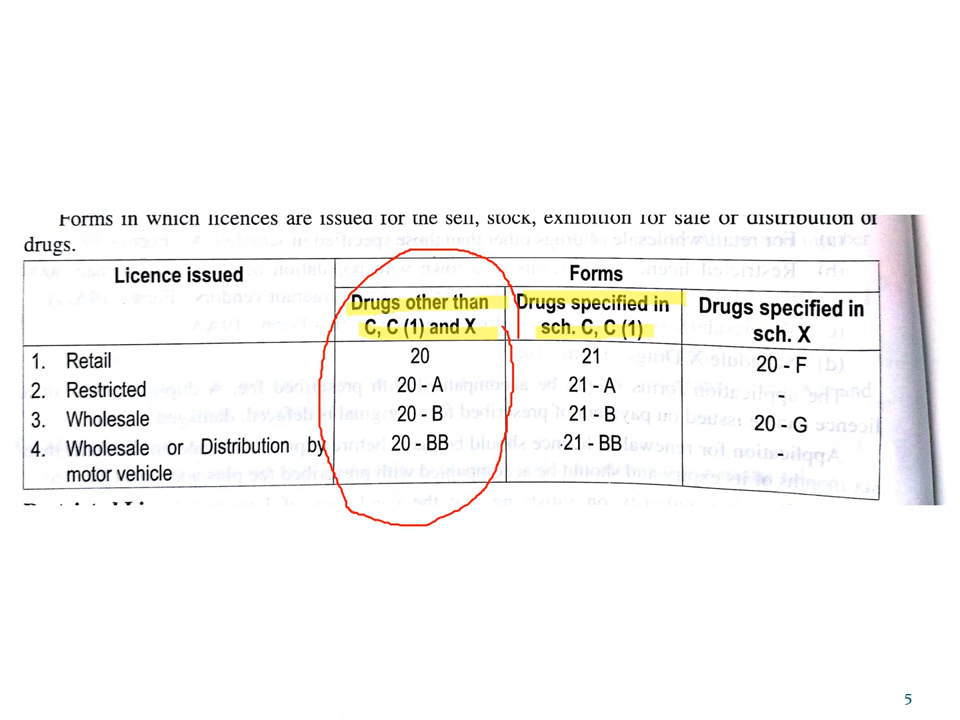 Forms in which licences are issued for the sell, stock, exhibition for sale or distribution of
drugs.
Licence issued Forms
Drugs other than C, C (1) and X Drugs specified in sch. C, C (1) Drugs specified in sch. X
1. Retail 20 21 20 - F
2. Restricted 20 - A 21 - A -
3. Wholesale 20 - B 21 - B 20 - G
4. Wholesale or Distribution by motor vehicle 20 - BB 21 - BB -
5